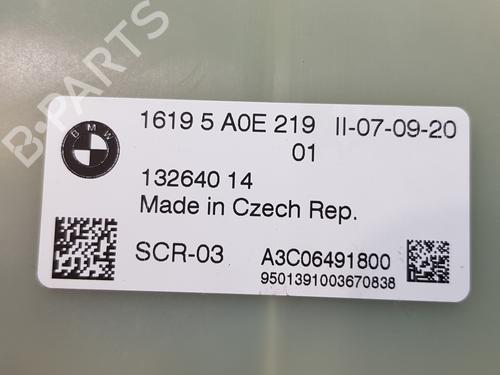 B-PARTS
BMW
1619 5 A0E 219 II-07-09-20
01
132640 14
Made in Czech Rep.
SCR-03 A3C06491800
9501391003670838